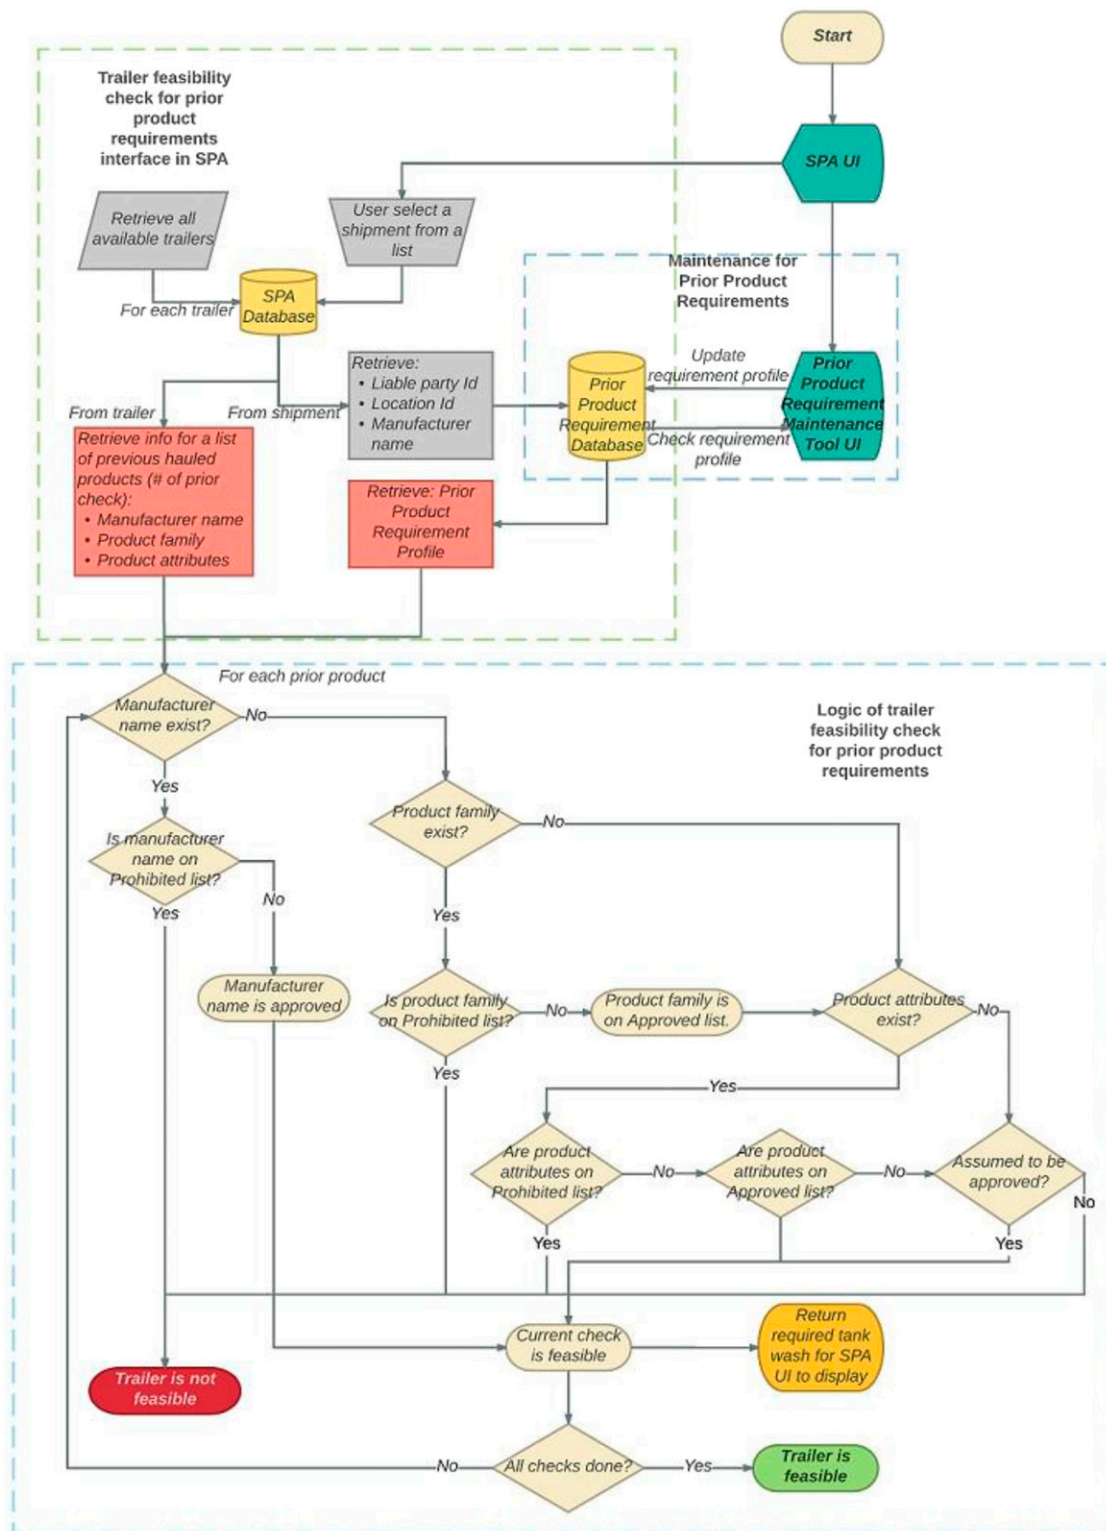 Start
Trailer feasibility
check for prior
product
requirements
interface in SPA
SPA UI
Retrieve all
available trailers
User select a
shipment from a
list
Maintenance for
Prior Product
Requirements
For each trailer
SPA
Database
Update
requirement profile
Prior
Product
Requirement
Maintenance
Tool UI
Prior
Product
Requirement
Database
Check requirement
profile
Retrieve:
• Liable party Id
• Location Id
• Manufacturer
name
From trailer
From shipment
Retrieve info for a list
of previous hauled
products (# of prior
check):
• Manufacturer name
• Product family
• Product attributes
Retrieve: Prior
Product
Requirement
Profile
For each prior product
Manufacturer
name exist?
No
Logic of trailer
feasibility check
for prior product
requirements
Yes
Product family
exist?
No
Is manufacturer
name on
Prohibited list?
No
Yes
Yes
Manufacturer
name is approved
Is product family
on Prohibited list?
No
Product family is
on Approved list.
Product attributes
exist?
No
Yes
Yes
Are product
attributes on
Prohibited list?
No
Are product
attributes on
Approved list?
No
Assumed to be
approved?
No
Yes
Yes
Current check
is feasible
Return
required tank
wash for SPA
UI to display
Trailer is not
feasible
No
All checks done?
Yes
Trailer is
feasible